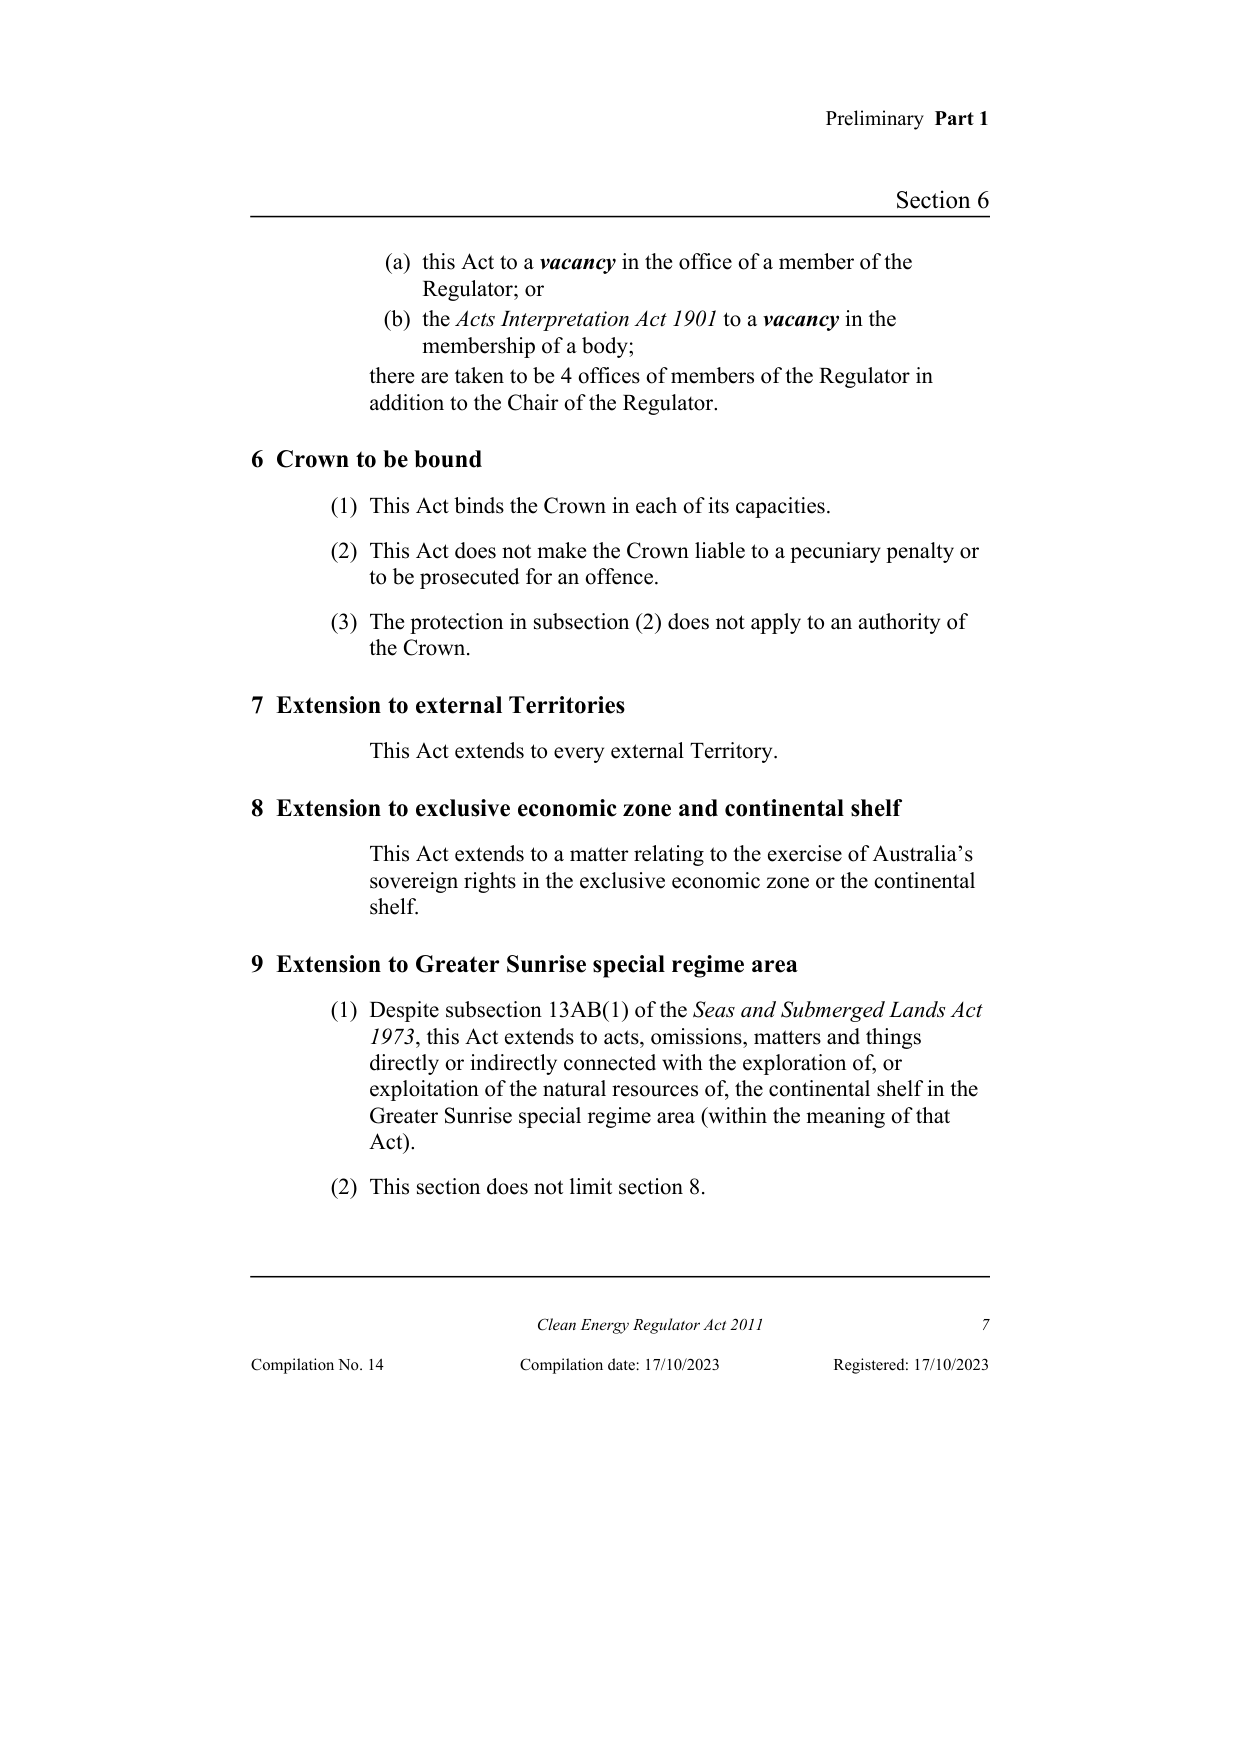 Preliminary Part 1
Section 6
(a) this Act to a vacancy in the office of a member of the
Regulator; or
(b) the Acts Interpretation Act 1901 to a vacancy in the
membership of a body;
there are taken to be 4 offices of members of the Regulator in
addition to the Chair of the Regulator.
6 Crown to be bound
(1) This Act binds the Crown in each of its capacities.
(2) This Act does not make the Crown liable to a pecuniary penalty or
to be prosecuted for an offence.
(3) The protection in subsection (2) does not apply to an authority of
the Crown.
7 Extension to external Territories
This Act extends to every external Territory.
8 Extension to exclusive economic zone and continental shelf
This Act extends to a matter relating to the exercise of Australia’s
sovereign rights in the exclusive economic zone or the continental
shelf.
9 Extension to Greater Sunrise special regime area
(1) Despite subsection 13AB(1) of the Seas and Submerged Lands Act
1973, this Act extends to acts, omissions, matters and things
directly or indirectly connected with the exploration of, or
exploitation of the natural resources of, the continental shelf in the
Greater Sunrise special regime area (within the meaning of that
Act).
(2) This section does not limit section 8.
Clean Energy Regulator Act 2011 7
Compilation No. 14 Compilation date: 17/10/2023 Registered: 17/10/2023